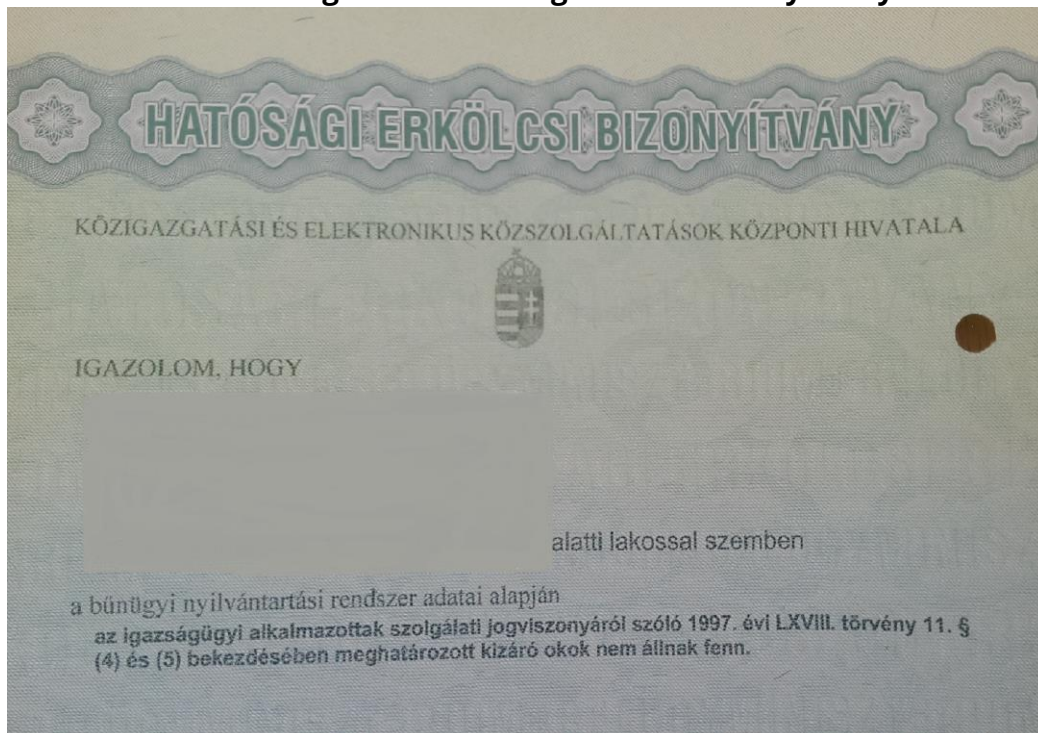 HATÓSÁGI ERKÖLCSI BIZONYÍTVÁNY
KÖZIGAZGATÁSI ÉS ELEKTRONIKUS KÖZSZOLGÁLTATÁSOK KÖZPONTI HIVATALA
IGAZOLOM, HOGY
alatti lakossal szemben
a bűnügyi nyilvántartási rendszer adatai alapján
az igazságügyi alkalmazottak szolgálati jogviszonyáról szóló 1997. évi LXVIII. törvény 11. §
(4) és (5) bekezdésében meghatározott kizáró okok nem állnak fenn.